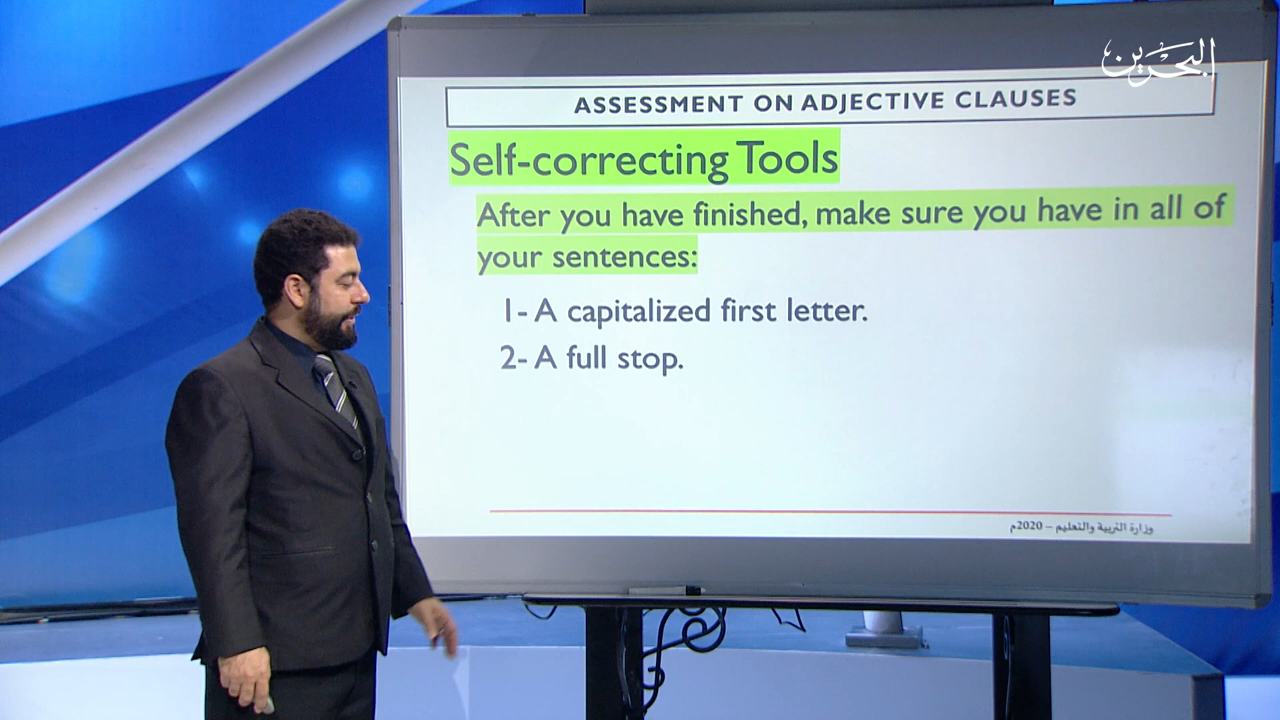 البحرين
ASSESSMENT ON ADJECTIVE CLAUSES
Self-correcting Tools
After you have finished, make sure you have in all of
your sentences:
1- A capitalized first letter.
2- A full stop.
وزارة التربية والتعليم – 2020م